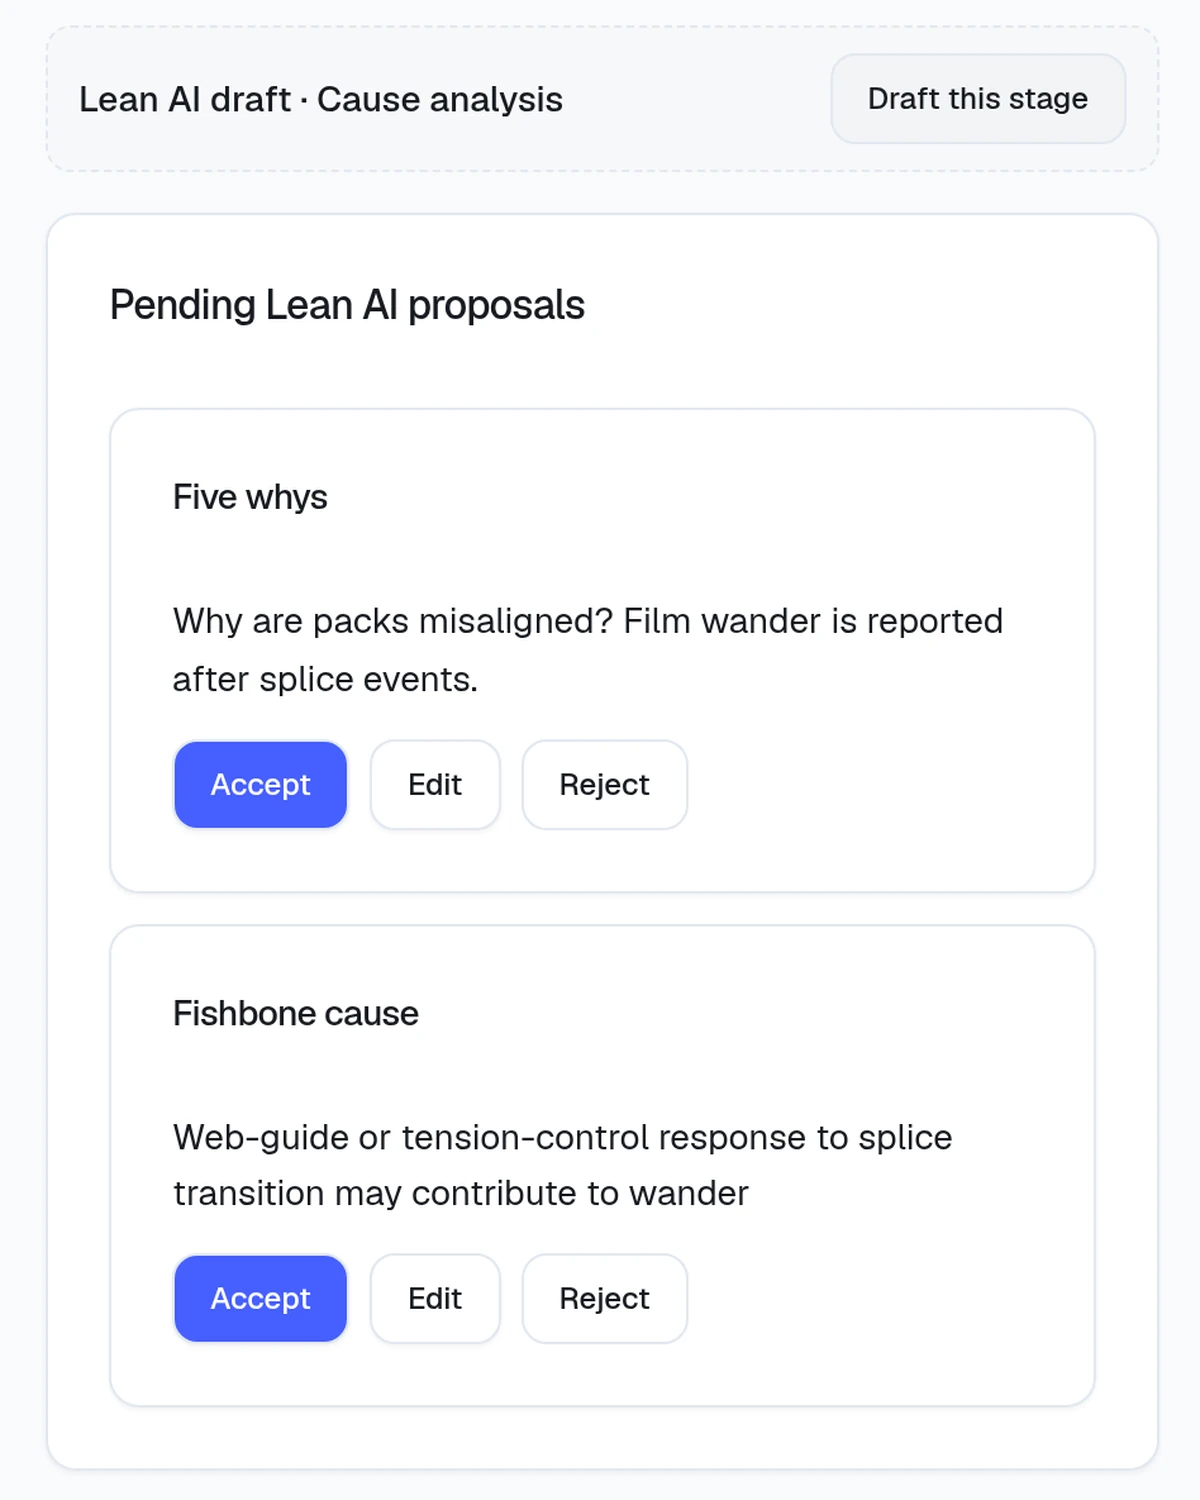 Lean AI draft · Cause analysis
Draft this stage
Pending Lean AI proposals
Five whys
Why are packs misaligned? Film wander is reported
after splice events.
Accept
Edit
Reject
Fishbone cause
Web-guide or tension-control response to splice
transition may contribute to wander
Accept
Edit
Reject